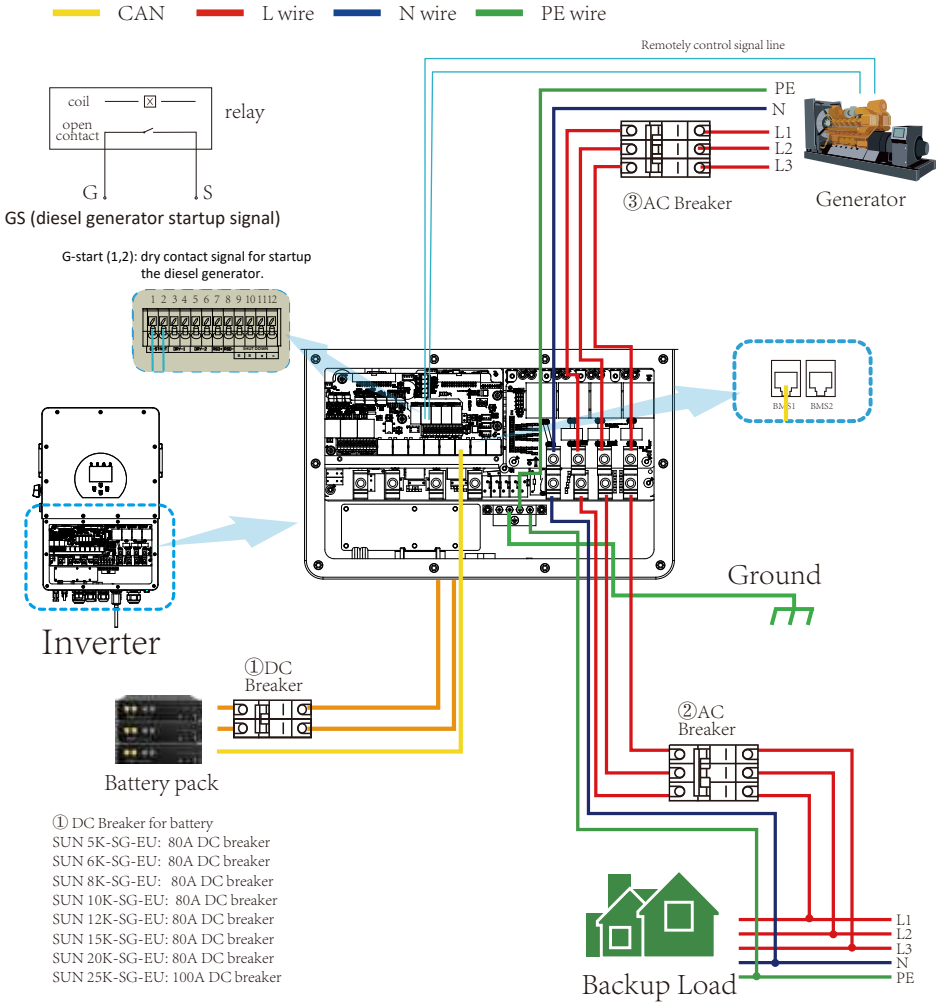 CAN L wire N wire PE wire
Remotely control signal line
coil
open
contact
relay
G S
GS (diesel generator startup signal)
PE
N
L1
L2
L3
③AC Breaker
Generator
G-start (1,2): dry contact signal for startup
the diesel generator.
1 2 3 4 5 6 7 8 9 10 11 12
BMS1 BMS2
Inverter
Ground
①DC
Breaker
Battery pack
②AC
Breaker
① DC Breaker for battery
SUN 5K-SG-EU: 80A DC breaker
SUN 6K-SG-EU: 80A DC breaker
SUN 8K-SG-EU: 80A DC breaker
SUN 10K-SG-EU: 80A DC breaker
SUN 12K-SG-EU: 80A DC breaker
SUN 15K-SG-EU: 80A DC breaker
SUN 20K-SG-EU: 80A DC breaker
SUN 25K-SG-EU: 100A DC breaker
Backup Load
L1
L2
L3
N
PE